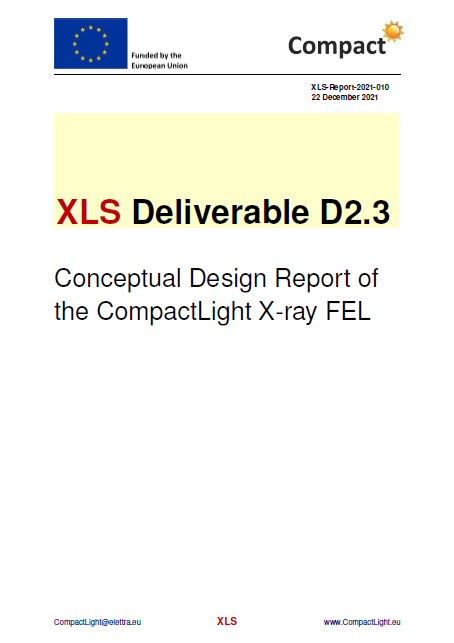 Funded by the
European Union
Compact
XLS-Report-2021-010
22 December 2021
XLS Deliverable D2.3
Conceptual Design Report of
the CompactLight X-ray FEL
CompactLight@elettra.eu
XLS
www.CompactLight.eu